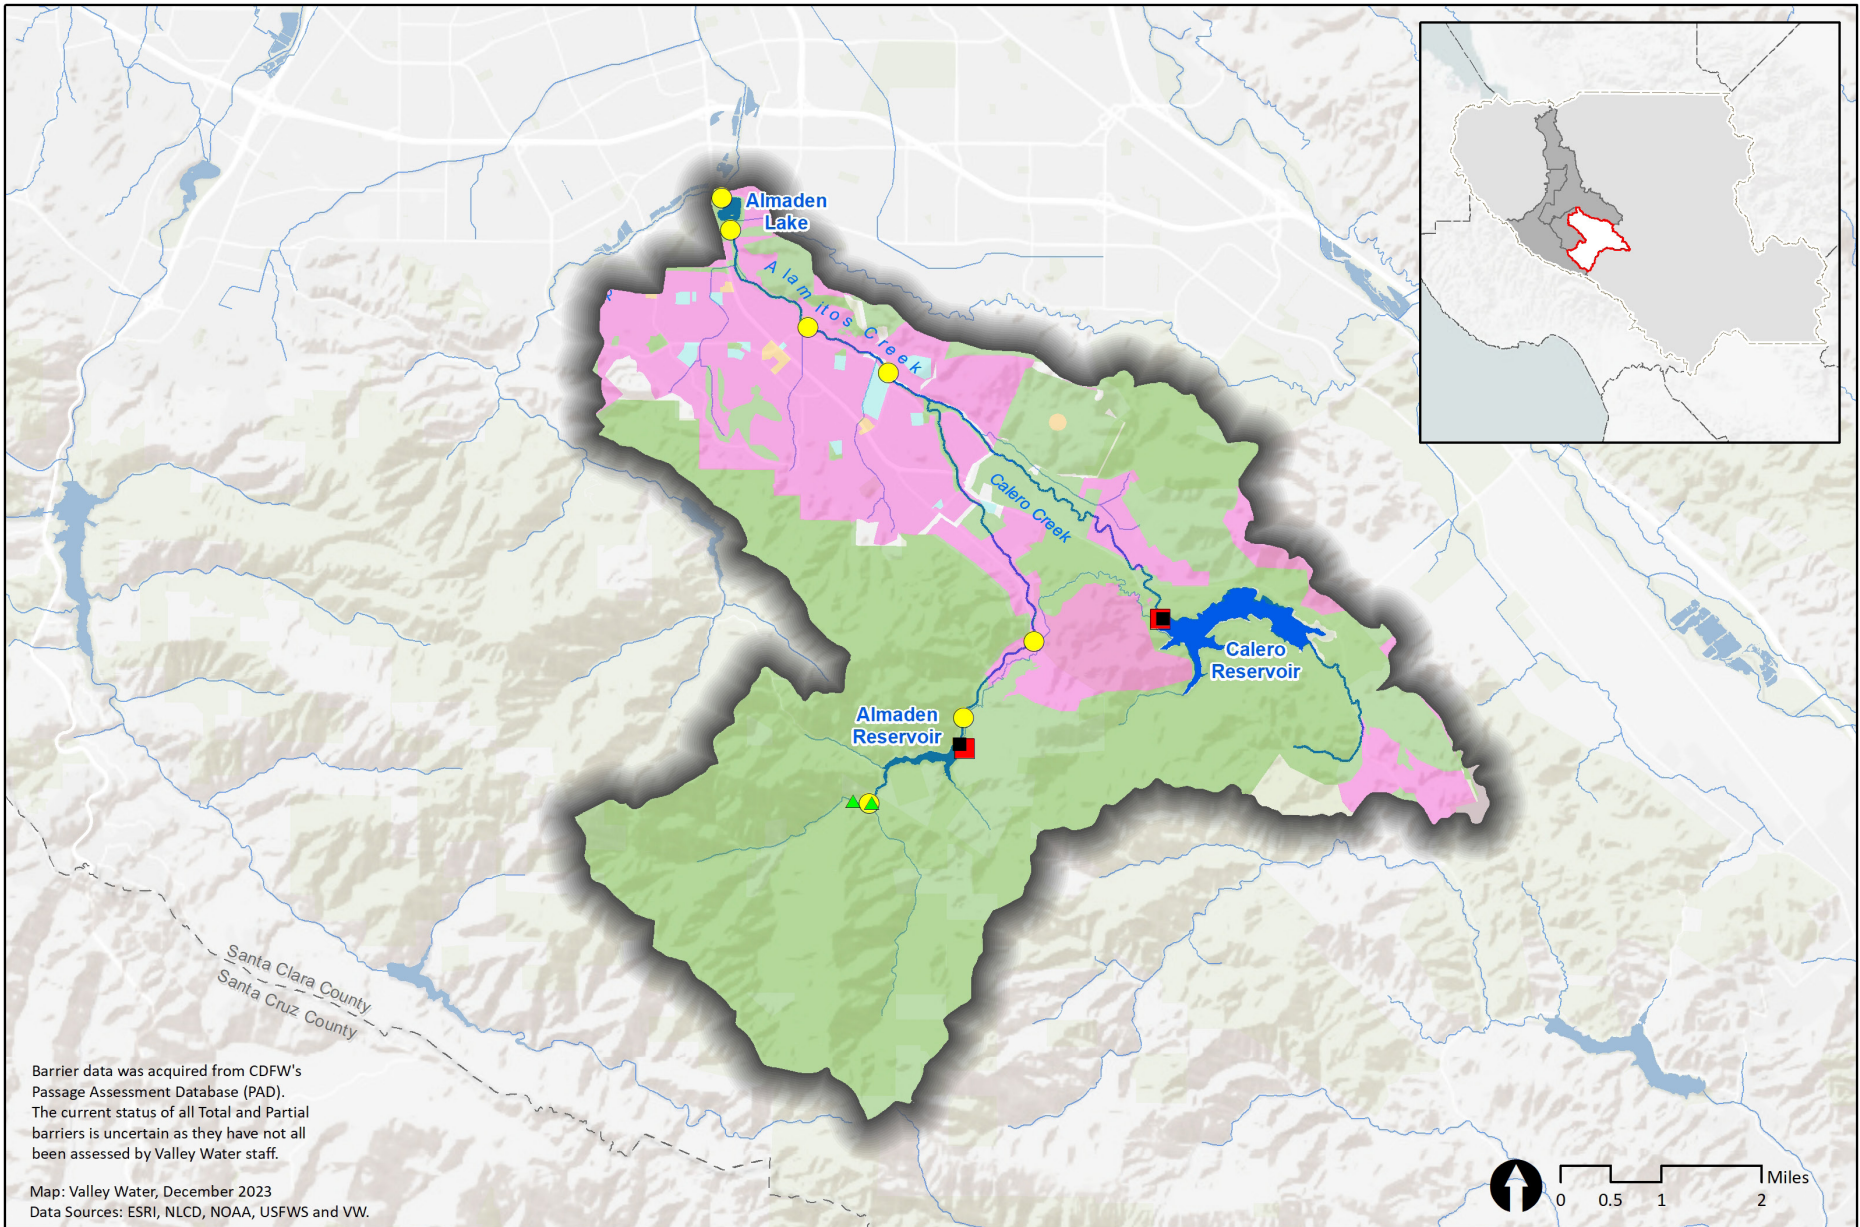 Almaden
Lake
Alamitos Creek
Calero Creek
Calero
Reservoir
Almaden
Reservoir
Santa Clara County
Santa Cruz County
Barrier data was acquired from CDFW's
Passage Assessment Database (PAD).
The current status of all Total and Partial
barriers is uncertain as they have not all
been assessed by Valley Water staff.
Map: Valley Water, December 2023
Data Sources: ESRI, NLCD, NOAA, USFWS and VW.
Miles
0 0.5 1 2